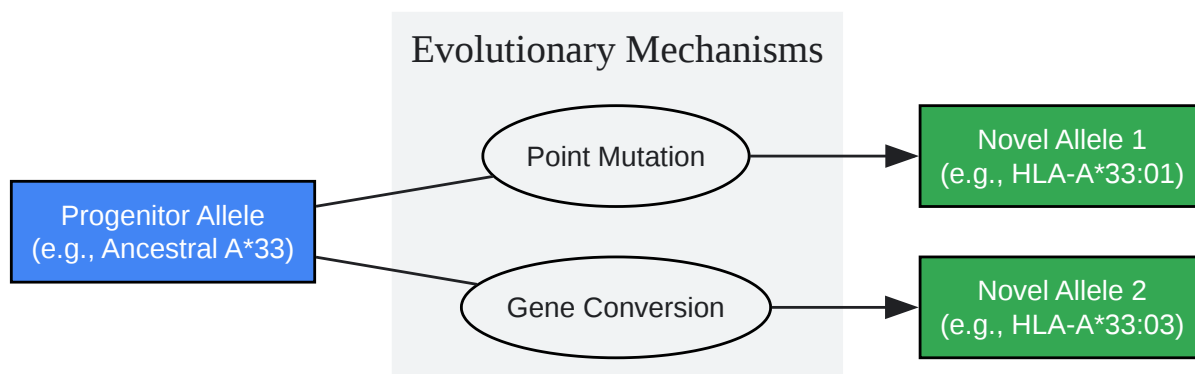 Evolutionary Mechanisms
Progenitor Allele
(e.g., Ancestral A*33)
Point Mutation
Gene Conversion
Novel Allele 1
(e.g., HLA-A*33:01)
Novel Allele 2
(e.g., HLA-A*33:03)